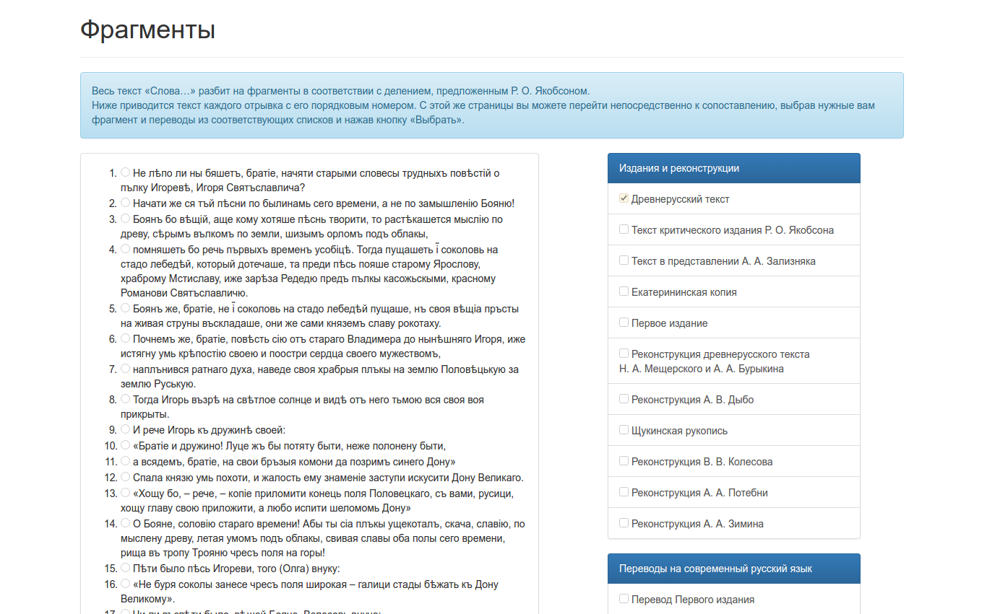 Фрагменты
Весь текст «Слова…» разбит на фрагменты в соответствии с делением, предложенным Р. О. Якобсоном.
Ниже приводится текст каждого отрывка с его порядковым номером. С этой же страницы вы можете перейти непосредственно к сопоставлению, выбрав нужные вам
фрагмент и переводы из соответствующих списков и нажав кнопку «Выбрать».
1. Не лѣпо ли ны бяшетъ, братіе, начяти старыми словесы трудныхъ повѣстій о
пълку Игоревѣ, Игоря Святъславлича?
2. Начати же ся тъй пѣсни по былинамь сего времени, а не по замышленію Бояню!
3. Боянъ бо вѣщій, аще кому хотяше пѣснь творити, то растѣкашется мыслію по
древу, сѣрымъ вълкомъ по земли, шизымъ орломъ подъ облакы,
4. помняшеть бо речь първыхъ временъ усобіцѣ. Тогда пущашеть і҃ соколовь на
стадо лебедѣй, который дотечаше, та преди пѣсь пояше старому Ярослову,
храброму Мстиславу, иже зарѣза Редедю предъ пълкы касожьскыми, красному
Романови Святъславличю.
5. Боянъ же, братіе, не і҃ соколовь на стадо лебедѣй пущаше, нъ своя вѣщіа пръсты
на живая струны въскладаше, они же сами княземъ славу рокотаху.
6. Почнемъ же, братіе, повѣсть сію отъ стараго Владимера до нынѣшняго Игоря, иже
истягну умь крѣпостію своею и поостри сердца своего мужествомъ,
7. наплънився ратнаго духа, наведе своя храбрыя плъкы на землю Половѣцькую за
землю Руськую.
8. Тогда Игорь възрѣ на свѣтлое солнце и видѣ отъ него тьмою вся своя воя
прикрыты.
9. И рече Игорь къ дружинѣ своей:
10. «Братіе и дружино! Луце жъ бы потяту быти, неже полонену быти,
11. а всядемъ, братіе, на свои бръзыя комони да позримъ синего Дону»
12. Спала князю умь похоти, и жалость ему знаменіе заступи искусити Дону Великаго.
13. «Хощу бо, – рече, – копіе приломити конець поля Половецкаго, съ вами, русици,
хощу главу свою приложити, а любо испити шеломомь Дону»
14. О Бояне, соловію стараго времени! Абы ты сіа плъкы ущекоталъ, скача, славію, по
мыслену древу, летая умомъ подъ облакы, свивая славы оба полы сего времени,
рища въ тропу Трояню чресъ поля на горы!
15. Пѣти было пѣсь Игореви, того (Олга) внуку:
16. «Не буря соколы занесе чресъ поля широкая – галици стады бѣжать къ Дону
Великому».
Издания и реконструкции
Древнерусский текст
Текст критического издания Р. О. Якобсона
Текст в представлении А. А. Зализняка
Екатерининская копия
Первое издание
Реконструкция древнерусского текста
Н. А. Мещерского и А. А. Бурыкина
Реконструкция А. В. Дыбо
Щукинская рукопись
Реконструкция В. В. Колесова
Реконструкция А. А. Потебни
Реконструкция А. А. Зимина
Переводы на современный русский язык
Перевод Первого издания